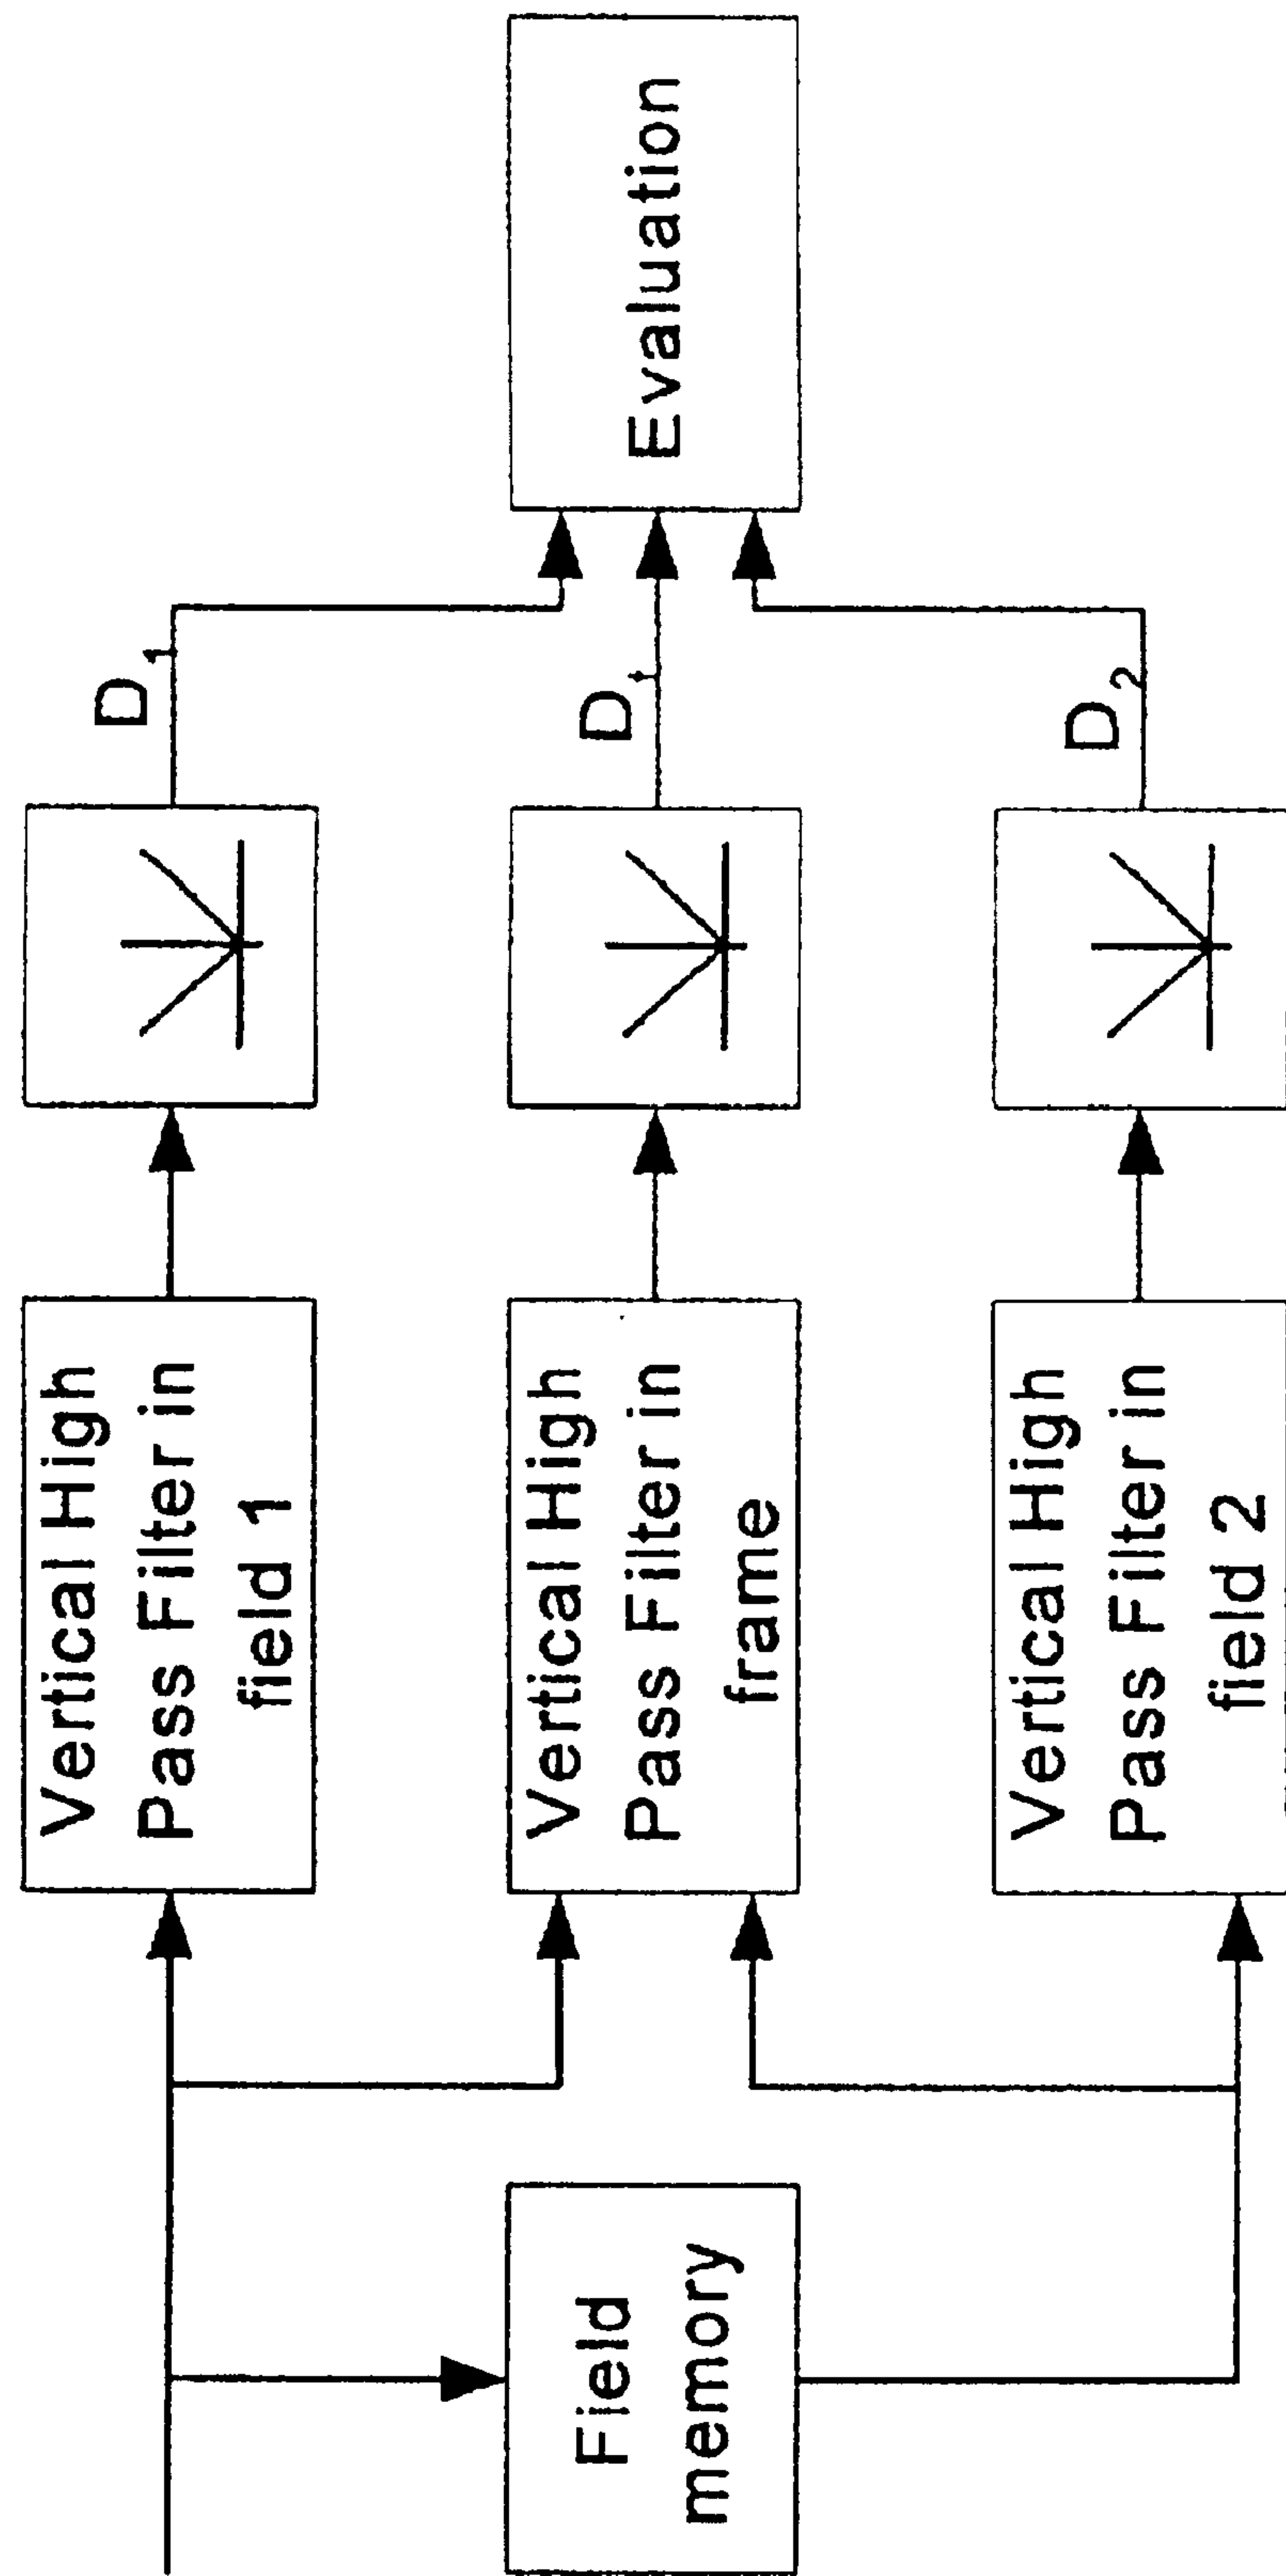 Field
memory
Vertical High
Pass Filter in
field 1
Vertical High
Pass Filter in
frame
Vertical High
Pass Filter in
field 2
D1
Dt
D2
Evaluation